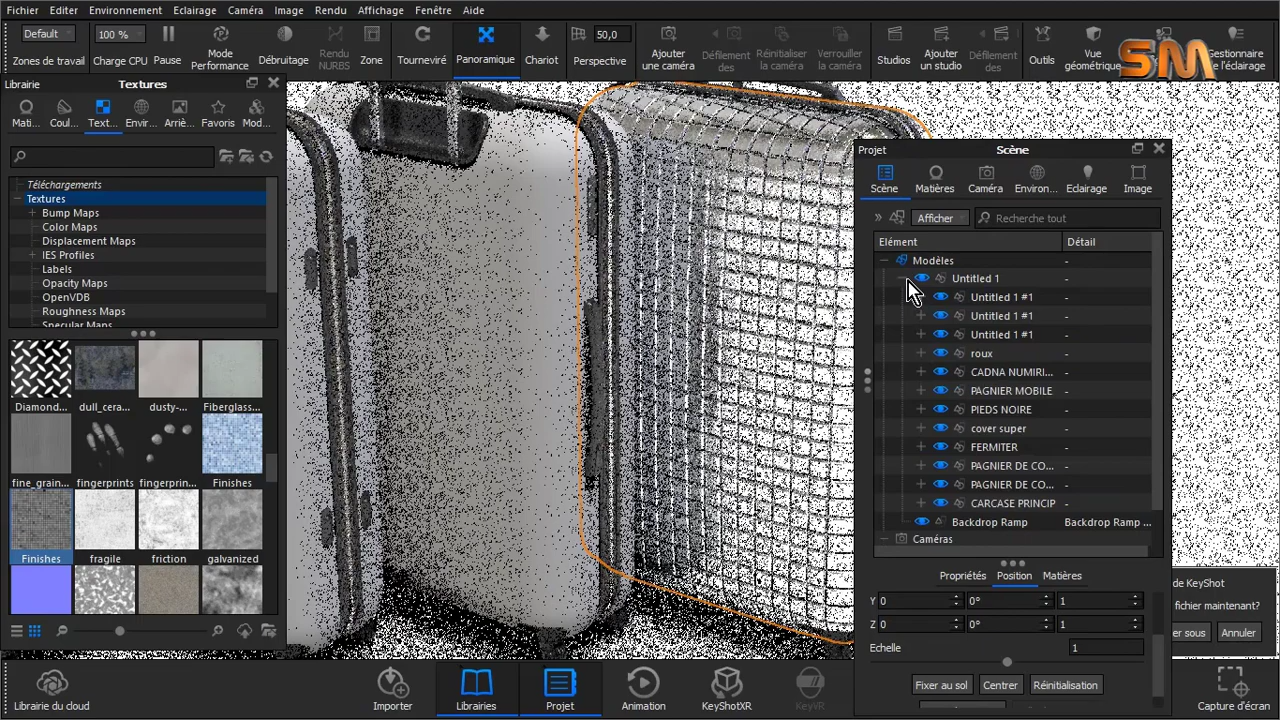 Fichier Editer Environnement Eclairage Caméra Image Rendu Affichage Fenêtre Aide
Default
Zones de travail
100 %
Charge CPU
Pause
Mode
Performance
Débruitage
Rendu
NURBS
Zone
Tourneviré
Panoramique
Chariot
50,0
Perspective
Ajouter
une caméra
Défilement
des
Réinitialiser
la caméra
Verrouiller
la caméra
Studios
Ajouter
un studio
Défilement
des
Outils
Vue
géométrique
Gestionnaire
de l'éclairage
SM
Librairie Textures
Mati... Coul... Text... Envir... Arriè... Favoris Mod...
Téléchargements
Textures
Bump Maps
Color Maps
Displacement Maps
IES Profiles
Labels
Opacity Maps
OpenVDB
Roughness Maps
Specular Maps
Diamond... dull_cera... dusty-... Fiberglass...
fine_grain... fingerprints fingerprin... Finishes
Finishes fragile friction galvanized
Projet Scène
Scène Matières Caméra Environ... Eclairage Image
Afficher Recherche tout
Elément Détail
Modèles -
Untitled 1 -
Untitled 1 #1 -
Untitled 1 #1 -
Untitled 1 #1 -
roux -
CADNA NUMIRI... -
PAGNIER MOBILE -
PIEDS NOIRE -
cover super -
FERMITER -
PAGNIER DE CO... -
PAGNIER DE CO... -
CARCASE PRINCIP -
Backdrop Ramp Backdrop Ramp ...
Caméras
Propriétés Position Matières
Y 0 0° 1
Z 0 0° 1
Echelle 1
Fixer au sol Centrer Réinitialisation
de KeyShot
fichier maintenant?
er sous Annuler
Librairie du cloud
Importer
Librairies
Projet
Animation
KeyShotXR
KeyVR
Capture d'écran